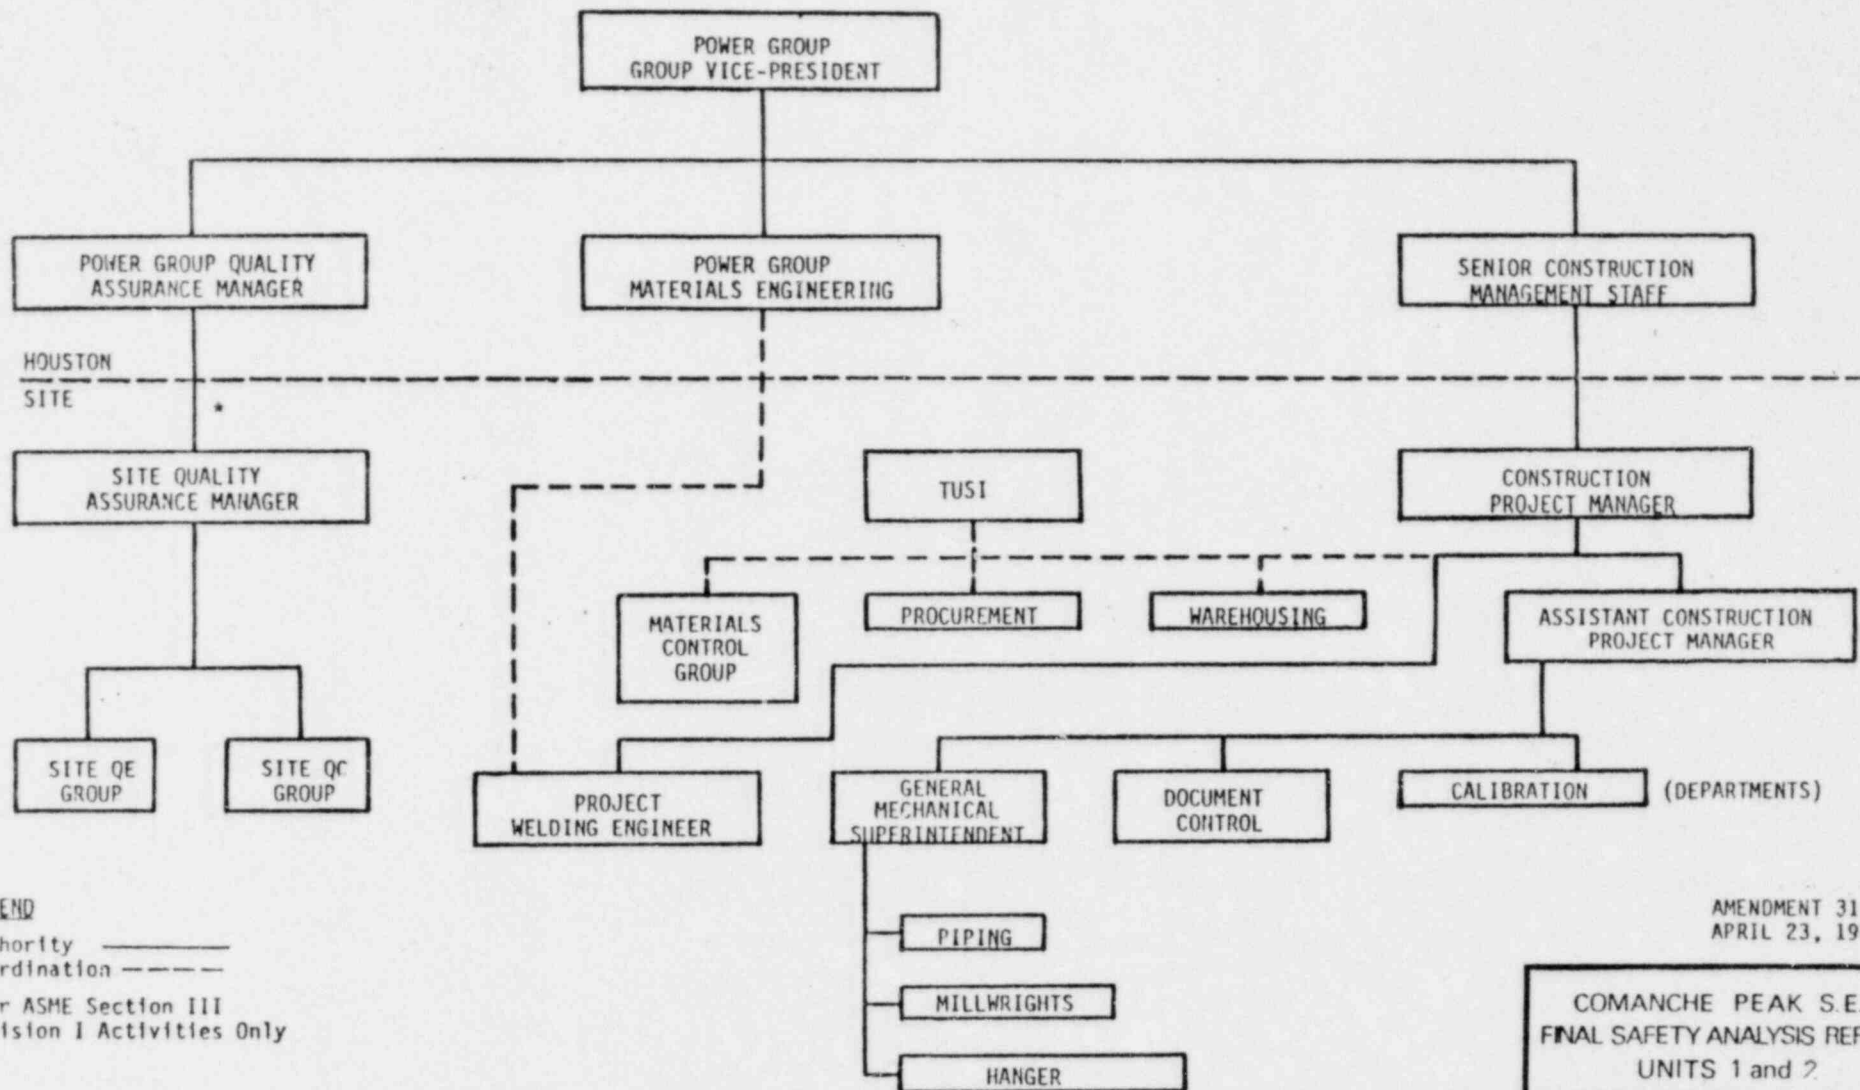 POWER GROUP
GROUP VICE-PRESIDENT
POWER GROUP QUALITY
ASSURANCE MANAGER
POWER GROUP
MATERIALS ENGINEERING
SENIOR CONSTRUCTION
MANAGEMENT STAFF
HOUSTON
SITE
*
SITE QUALITY
ASSURANCE MANAGER
TUSI
CONSTRUCTION
PROJECT MANAGER
MATERIALS
CONTROL
GROUP
PROCUREMENT
WAREHOUSING
ASSISTANT CONSTRUCTION
PROJECT MANAGER
SITE QE
GROUP
SITE QC
GROUP
PROJECT
WELDING ENGINEER
GENERAL
MECHANICAL
SUPERINTENDENT
DOCUMENT
CONTROL
CALIBRATION
(DEPARTMENTS)
PIPING
MILLWRIGHTS
HANGER
END
hority
rdination
r ASME Section III
ision I Activities Only
AMENDMENT 31
APRIL 23, 19
COMANCHE PEAK S.E.
FINAL SAFETY ANALYSIS REP
UNITS 1 and 2